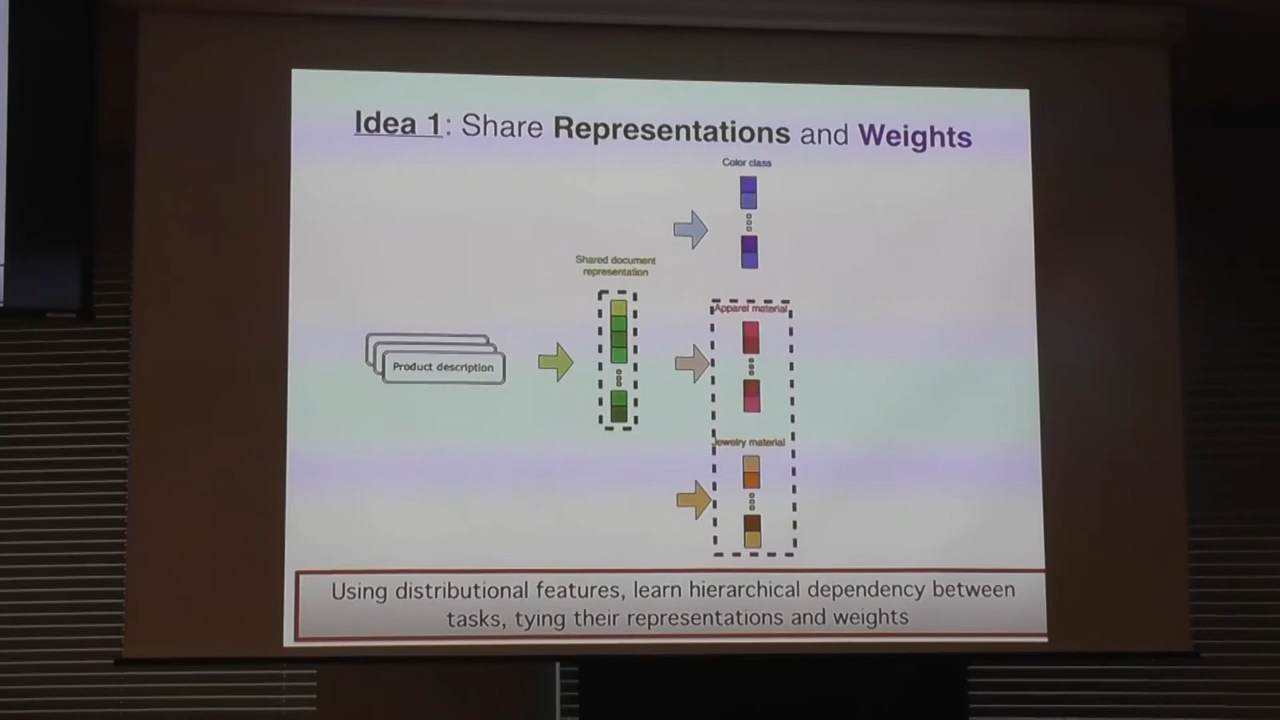 Idea 1: Share Representations and Weights
Color class
Shared document
representation
Apparel material
Product description
Jewelry material
Using distributional features, learn hierarchical dependency between
tasks, tying their representations and weights